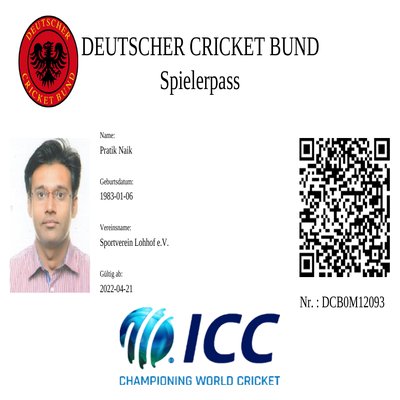 DEUTSCHER
CRICKET BUND
DEUTSCHER CRICKET BUND
Spielerpass
Name:
Pratik Naik
Geburtsdatum:
1983-01-06
Vereinsname:
Sportverein Lohhof e.V.
Gültig ab:
2022-04-21
Nr. : DCB0M12093
ICC
CHAMPIONING WORLD CRICKET